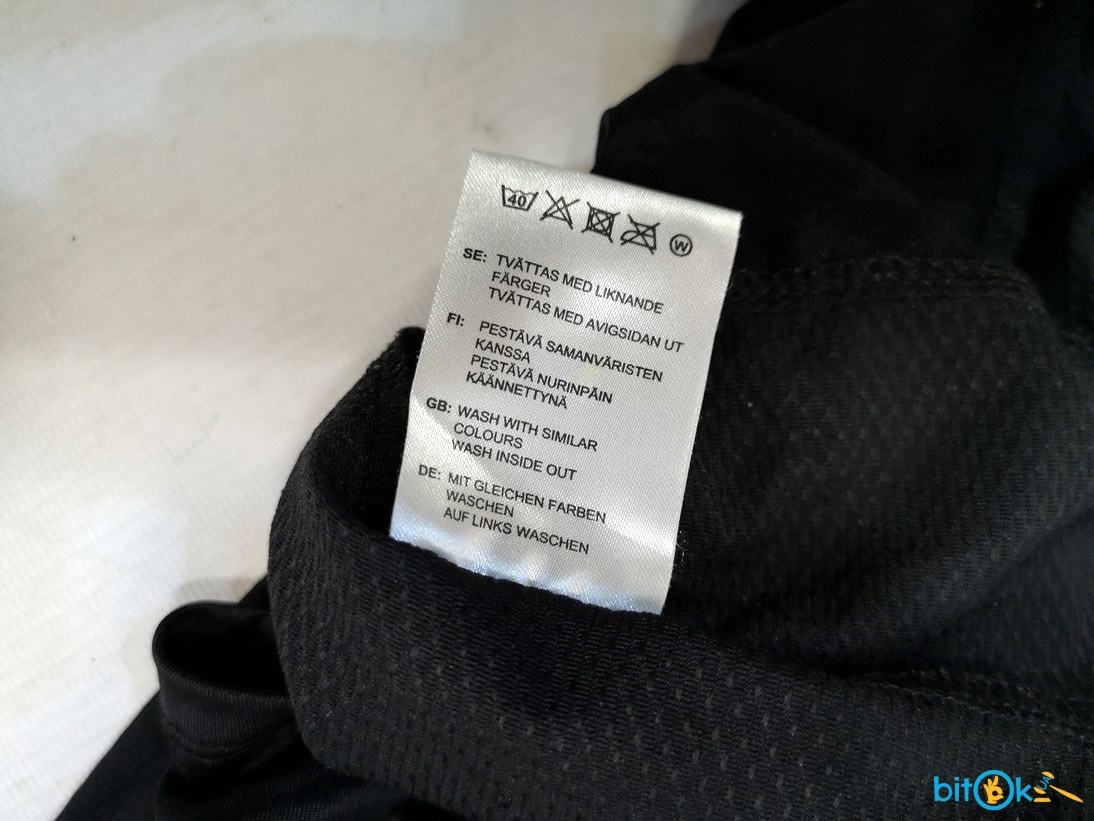 40
W
SE: TVÄTTAS MED LIKNANDE
FÄRGER
TVÄTTAS MED AVIGSIDAN UT
FI: PESTÄVÄ SAMANVÄRISTEN
KANSSA
PESTÄVÄ NURINPÄIN
KÄÄNNETTYNÄ
GB: WASH WITH SIMILAR
COLOURS
WASH INSIDE OUT
DE: MIT GLEICHEN FARBEN
WASCHEN
AUF LINKS WASCHEN
bitOk UA